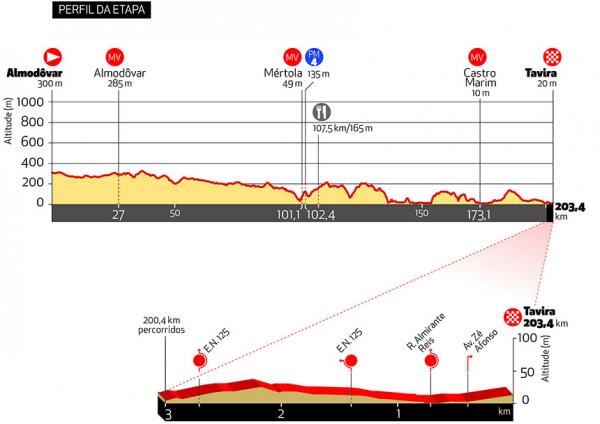 PERFIL DA ETAPA
MV MV PM 4 MV
Almodôvar Almodôvar Mértola 135 m Castro Marim Tavira
300 m 285 m 49 m 10 m 20 m
Altitude (m)
1000
800
600
400
200
0
107,5 km/165 m
27 50 101,1 102,4 150 173,1 203,4 km
200,4 km
percorridos
E.N. 125
E.N. 125
R. Almirante
Reis
Av. Zé
Afonso
Tavira
203,4 km
100
50
0
Altitude (m)
3 2 1 km